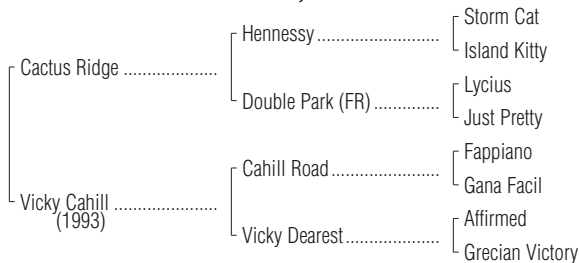 Storm Cat
Hennessy
Island Kitty
Cactus Ridge
Lycius
Double Park (FR)
Just Pretty
Fappiano
Cahill Road
Gana Facil
Vicky Cahill
(1993)
Affirmed
Vicky Dearest
Grecian Victory